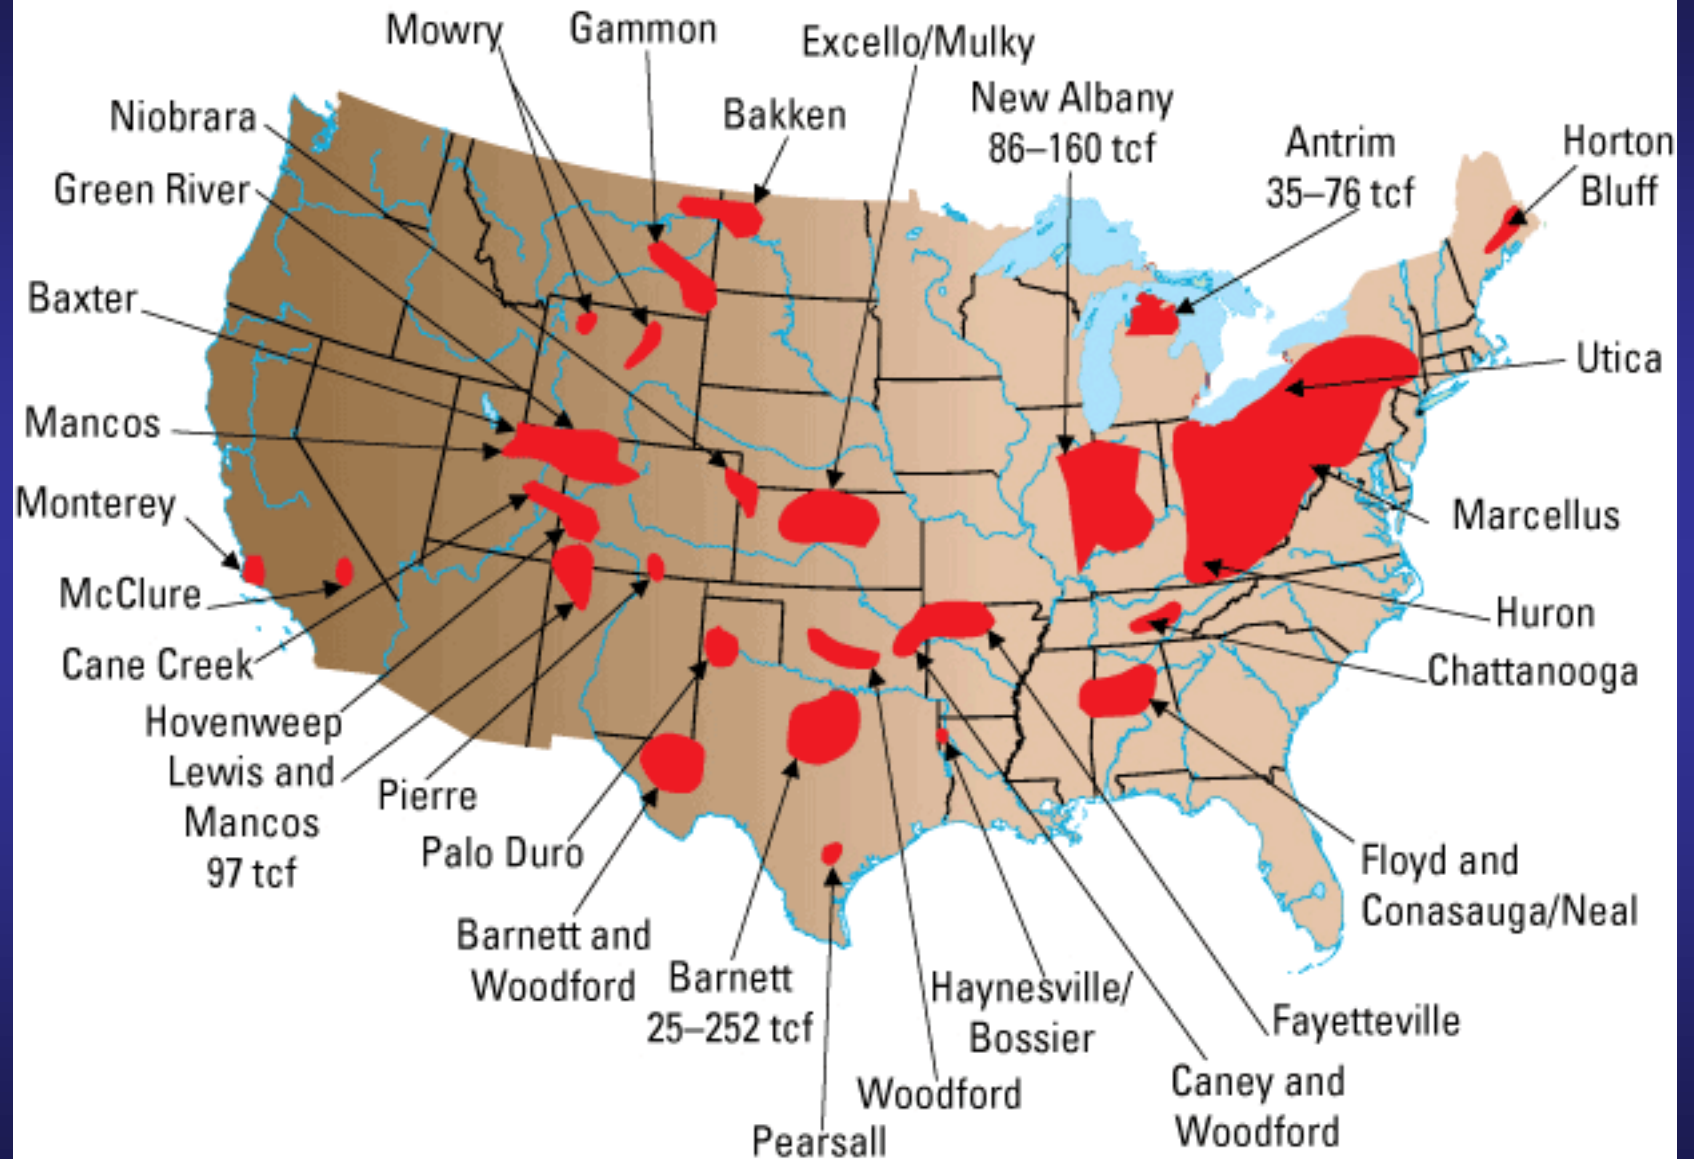 Mowry
Gammon
Excello/Mulky
Niobrara
Bakken
New Albany
86–160 tcf
Antrim
35–76 tcf
Horton
Bluff
Green River
Baxter
Utica
Mancos
Monterey
Marcellus
McClure
Huron
Cane Creek
Chattanooga
Hovenweep
Lewis and
Mancos
97 tcf
Pierre
Palo Duro
Floyd and
Conasauga/Neal
Barnett and
Woodford
Barnett
25–252 tcf
Haynesville/
Bossier
Fayetteville
Woodford
Caney and
Woodford
Pearsall